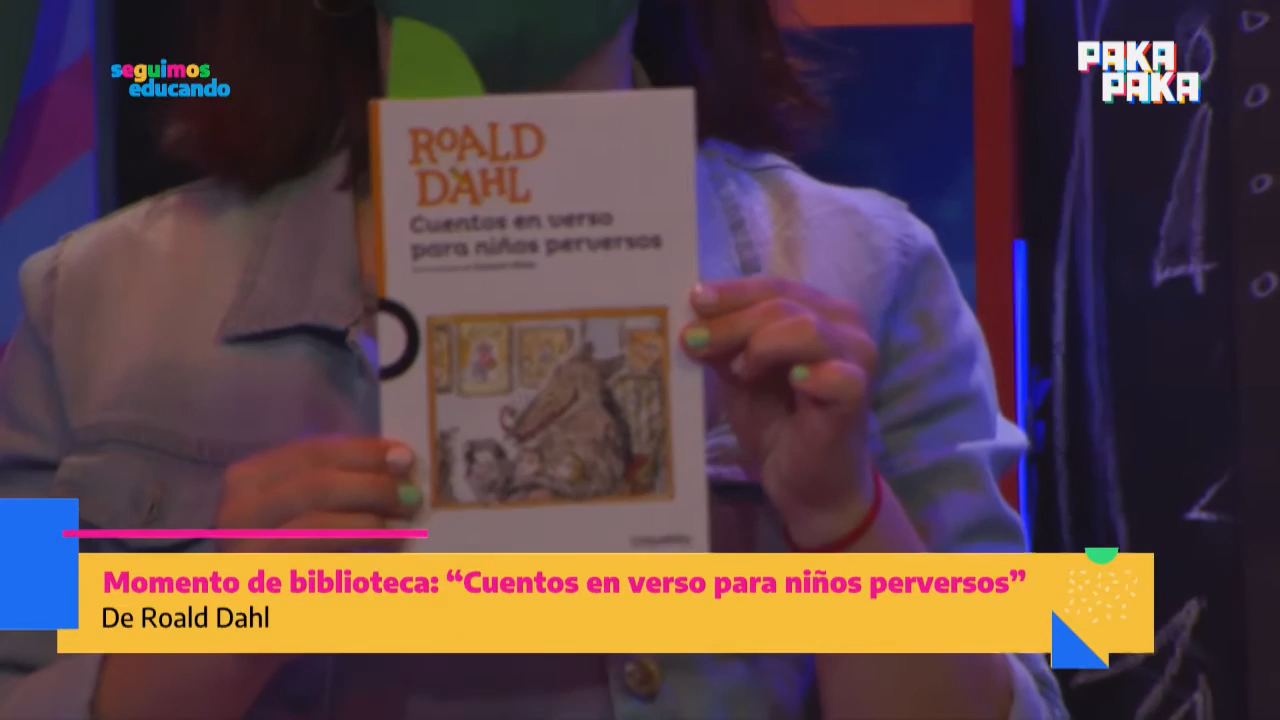 seguimos
educando
PAKA
PAKA
ROALD
DAHL
Cuentos en verso
para niños perversos
Momento de biblioteca: “Cuentos en verso para niños perversos”
De Roald Dahl